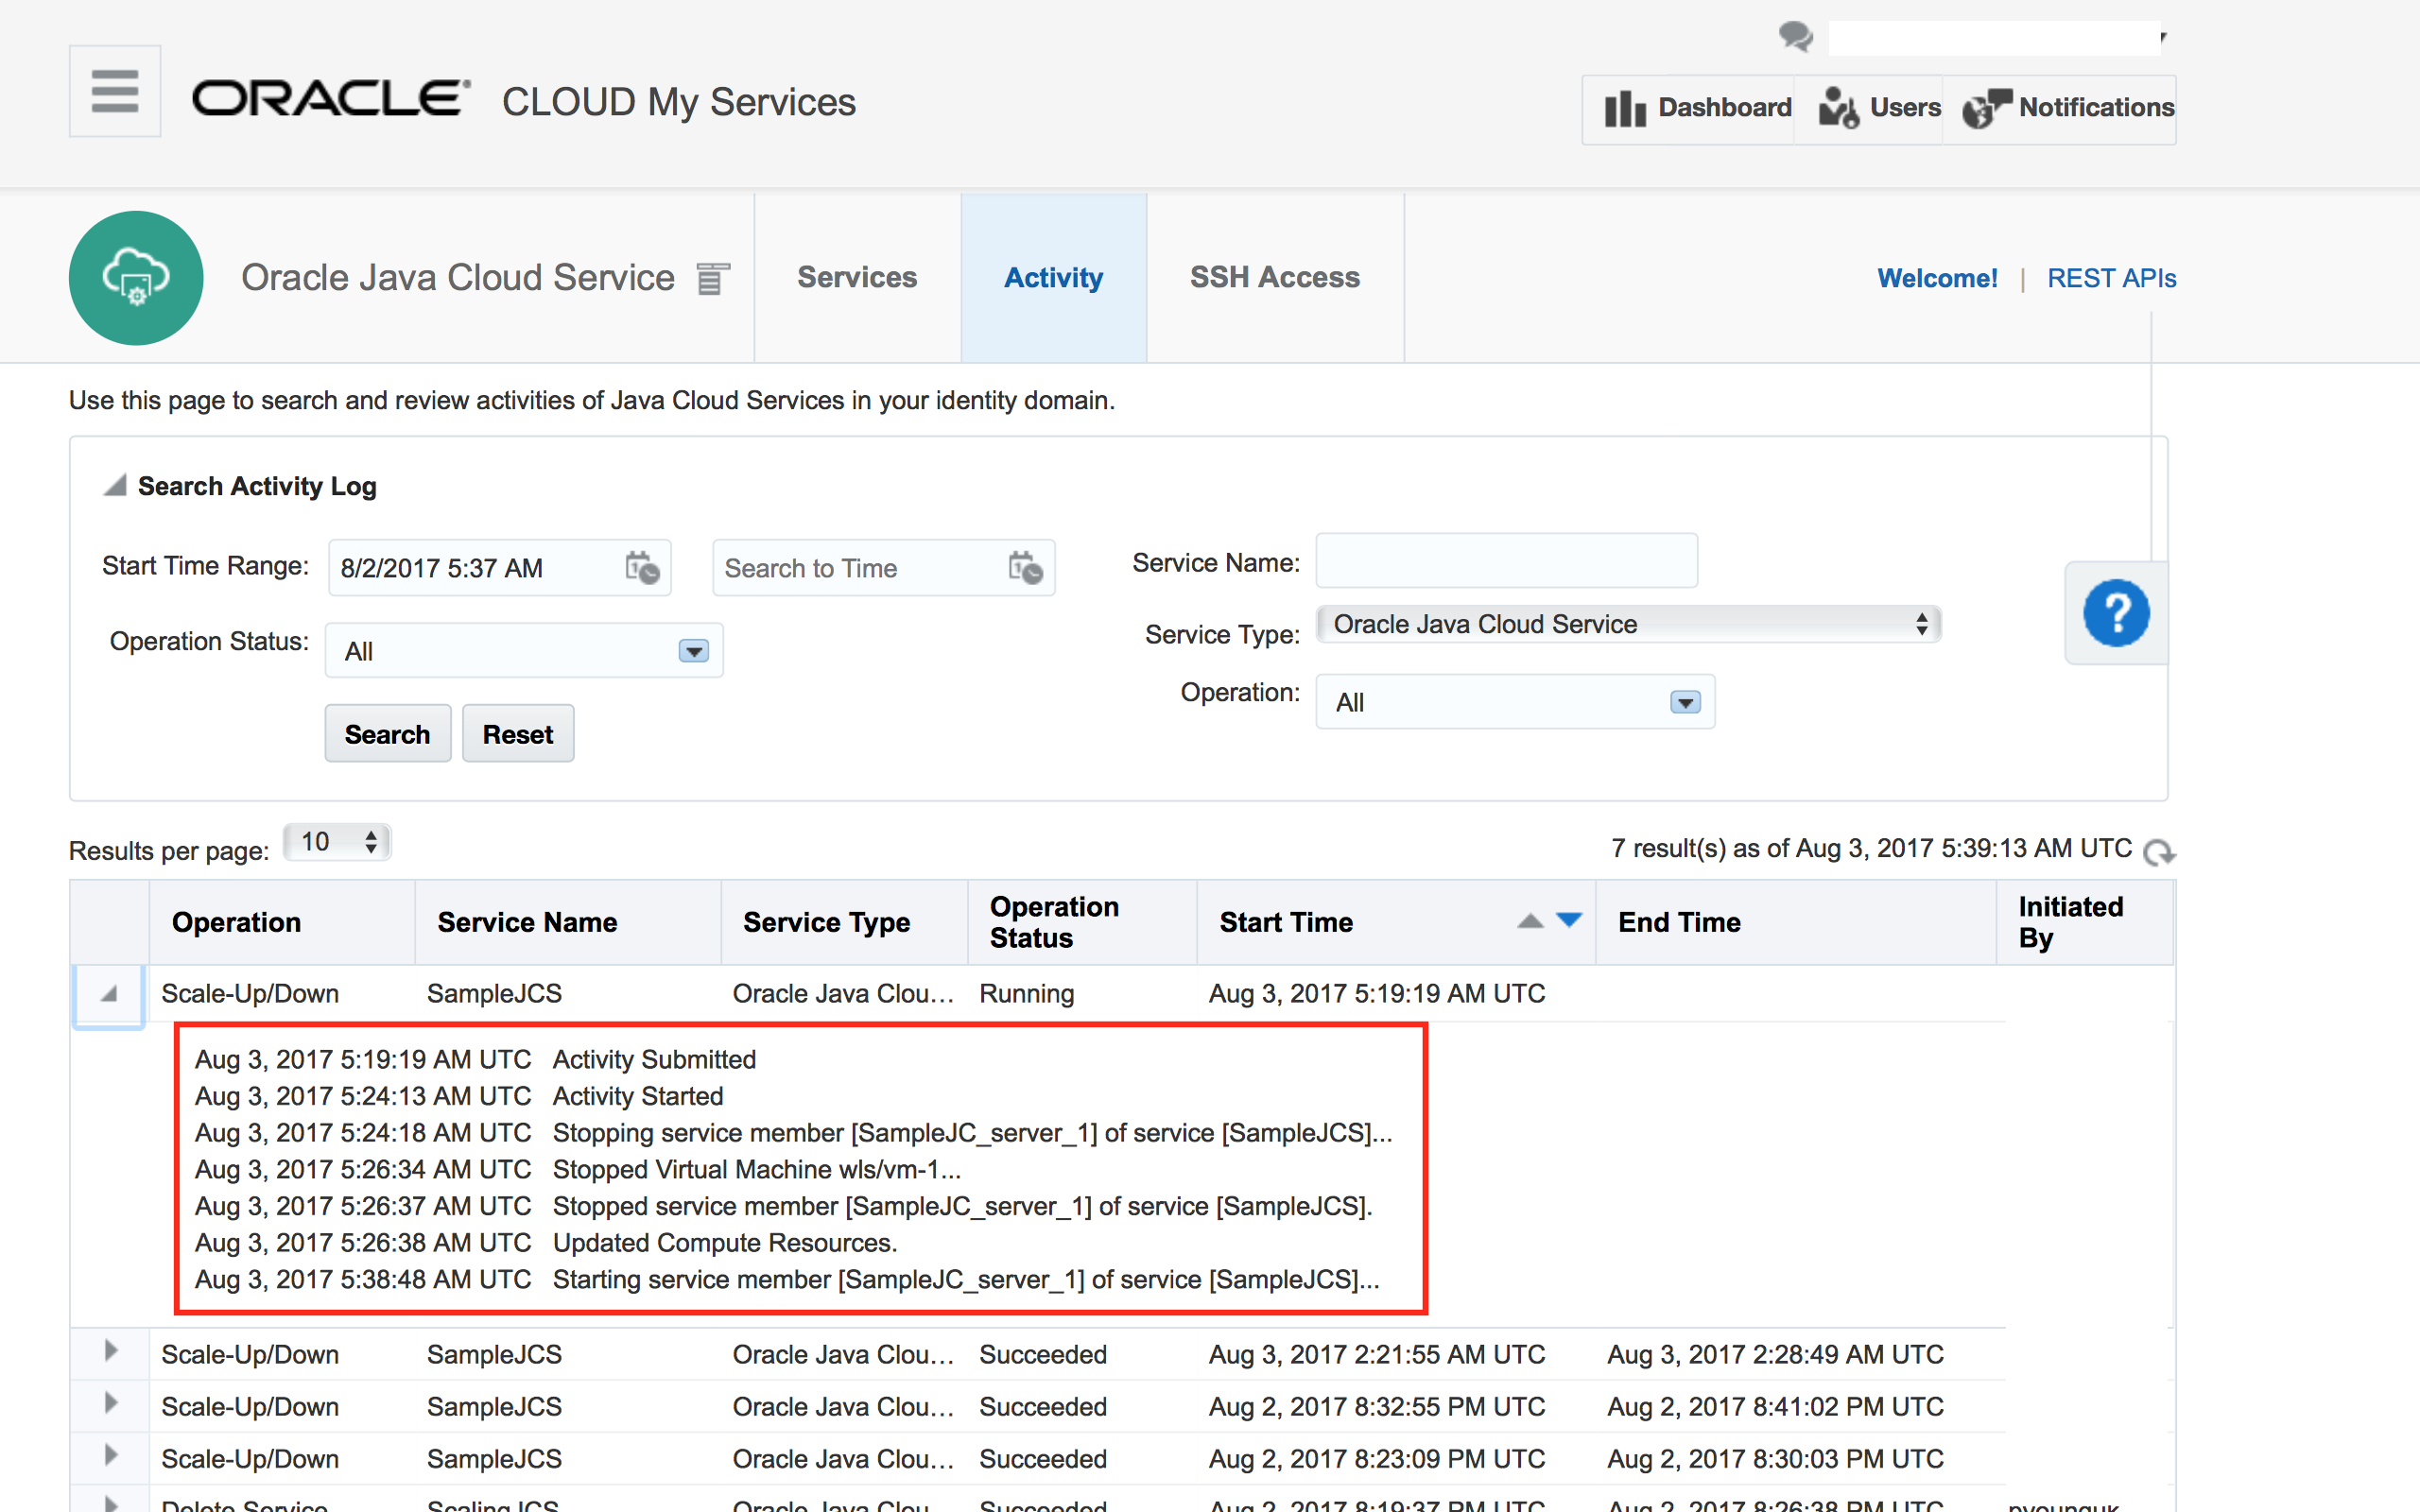 ORACLE® CLOUD My Services
Dashboard Users Notifications
Oracle Java Cloud Service Services Activity SSH Access Welcome! | REST APIs
Use this page to search and review activities of Java Cloud Services in your identity domain.
Search Activity Log
Start Time Range: 8/2/2017 5:37 AM Search to Time Service Name:
Service Type: Oracle Java Cloud Service
Operation Status: All
Operation: All
Search Reset
?
Results per page: 10 7 result(s) as of Aug 3, 2017 5:39:13 AM UTC
Operation Service Name Service Type Operation Status Start Time End Time Initiated By
Scale-Up/Down SampleJCS Oracle Java Clou... Running Aug 3, 2017 5:19:19 AM UTC
Aug 3, 2017 5:19:19 AM UTC Activity Submitted
Aug 3, 2017 5:24:13 AM UTC Activity Started
Aug 3, 2017 5:24:18 AM UTC Stopping service member [SampleJC_server_1] of service [SampleJCS]...
Aug 3, 2017 5:26:34 AM UTC Stopped Virtual Machine wls/vm-1...
Aug 3, 2017 5:26:37 AM UTC Stopped service member [SampleJC_server_1] of service [SampleJCS].
Aug 3, 2017 5:26:38 AM UTC Updated Compute Resources.
Aug 3, 2017 5:38:48 AM UTC Starting service member [SampleJC_server_1] of service [SampleJCS]...
Scale-Up/Down SampleJCS Oracle Java Clou... Succeeded Aug 3, 2017 2:21:55 AM UTC Aug 3, 2017 2:28:49 AM UTC
Scale-Up/Down SampleJCS Oracle Java Clou... Succeeded Aug 2, 2017 8:32:55 PM UTC Aug 2, 2017 8:41:02 PM UTC
Scale-Up/Down SampleJCS Oracle Java Clou... Succeeded Aug 2, 2017 8:23:09 PM UTC Aug 2, 2017 8:30:03 PM UTC
Delete Service ScalingJCS Oracle Java Clou... Succeeded Aug 2, 2017 8:19:37 PM UTC Aug 2, 2017 8:26:38 PM UTC